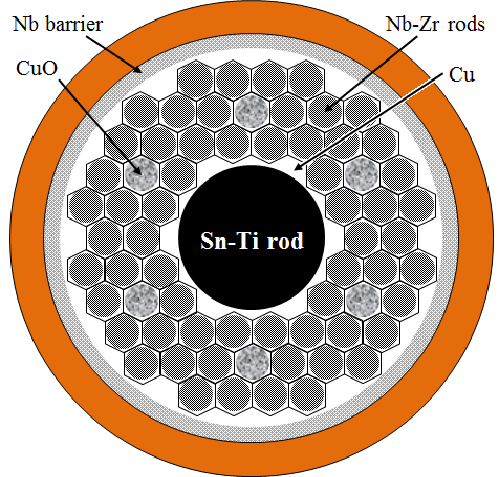 Nb barrier
Nb-Zr rods
CuO
Cu
Sn-Ti rod